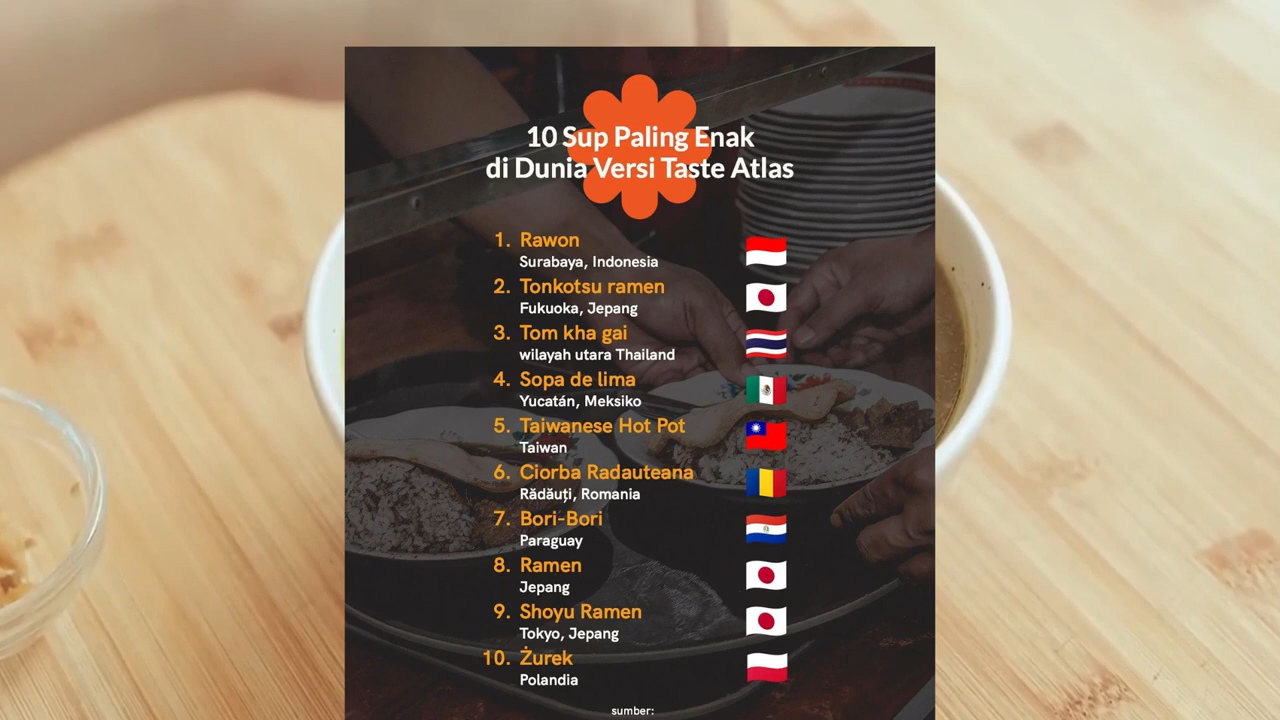 10 Sup Paling Enak
di Dunia Versi Taste Atlas
1. Rawon
Surabaya, Indonesia
2. Tonkotsu ramen
Fukuoka, Jepang
3. Tom kha gai
wilayah utara Thailand
4. Sopa de lima
Yucatán, Meksiko
5. Taiwanese Hot Pot
Taiwan
6. Ciorba Radauteana
Rădăuți, Romania
7. Bori-Bori
Paraguay
8. Ramen
Jepang
9. Shoyu Ramen
Tokyo, Jepang
10. Żurek
Polandia
sumber: